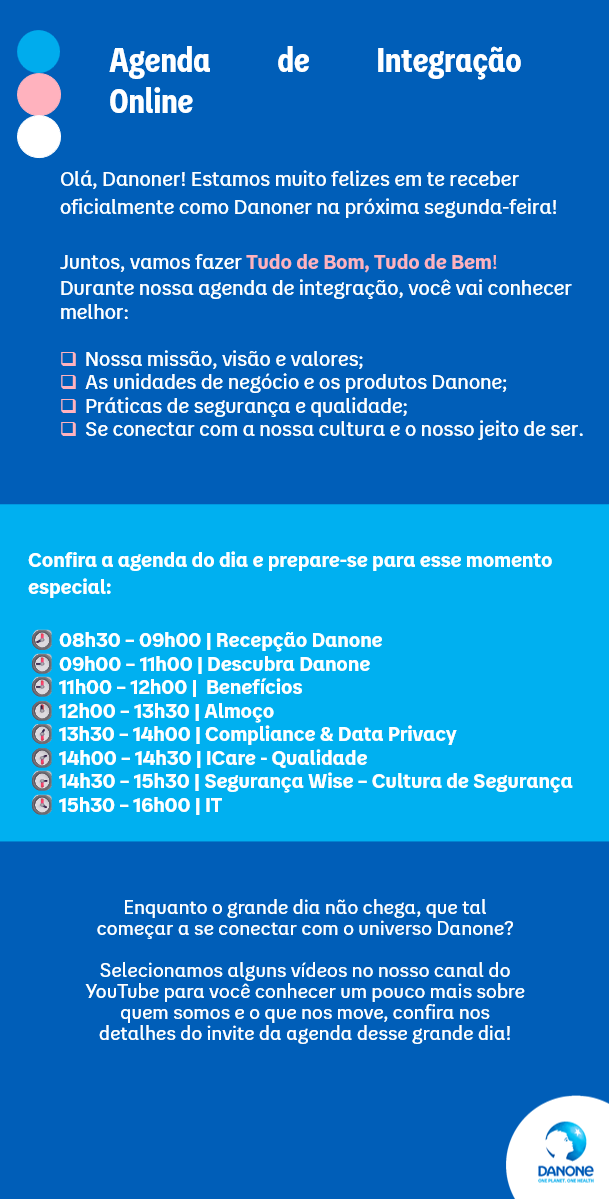 Agenda de Integração
Online
Olá, Danoner! Estamos muito felizes em te receber
oficialmente como Danoner na próxima segunda-feira!
Juntos, vamos fazer Tudo de Bom, Tudo de Bem!
Durante nossa agenda de integração, você vai conhecer
melhor:
❑ Nossa missão, visão e valores;
❑ As unidades de negócio e os produtos Danone;
❑ Práticas de segurança e qualidade;
❑ Se conectar com a nossa cultura e o nosso jeito de ser.
Confira a agenda do dia e prepare-se para esse momento
especial:
08h30 – 09h00 | Recepção Danone
09h00 – 11h00 | Descubra Danone
11h00 – 12h00 | Benefícios
12h00 – 13h30 | Almoço
13h30 – 14h00 | Compliance & Data Privacy
14h00 – 14h30 | ICare - Qualidade
14h30 – 15h30 | Segurança Wise – Cultura de Segurança
15h30 – 16h00 | IT
Enquanto o grande dia não chega, que tal
começar a se conectar com o universo Danone?
Selecionamos alguns vídeos no nosso canal do
YouTube para você conhecer um pouco mais sobre
quem somos e o que nos move, confira nos
detalhes do invite da agenda desse grande dia!
DANONE
ONE PLANET. ONE HEALTH